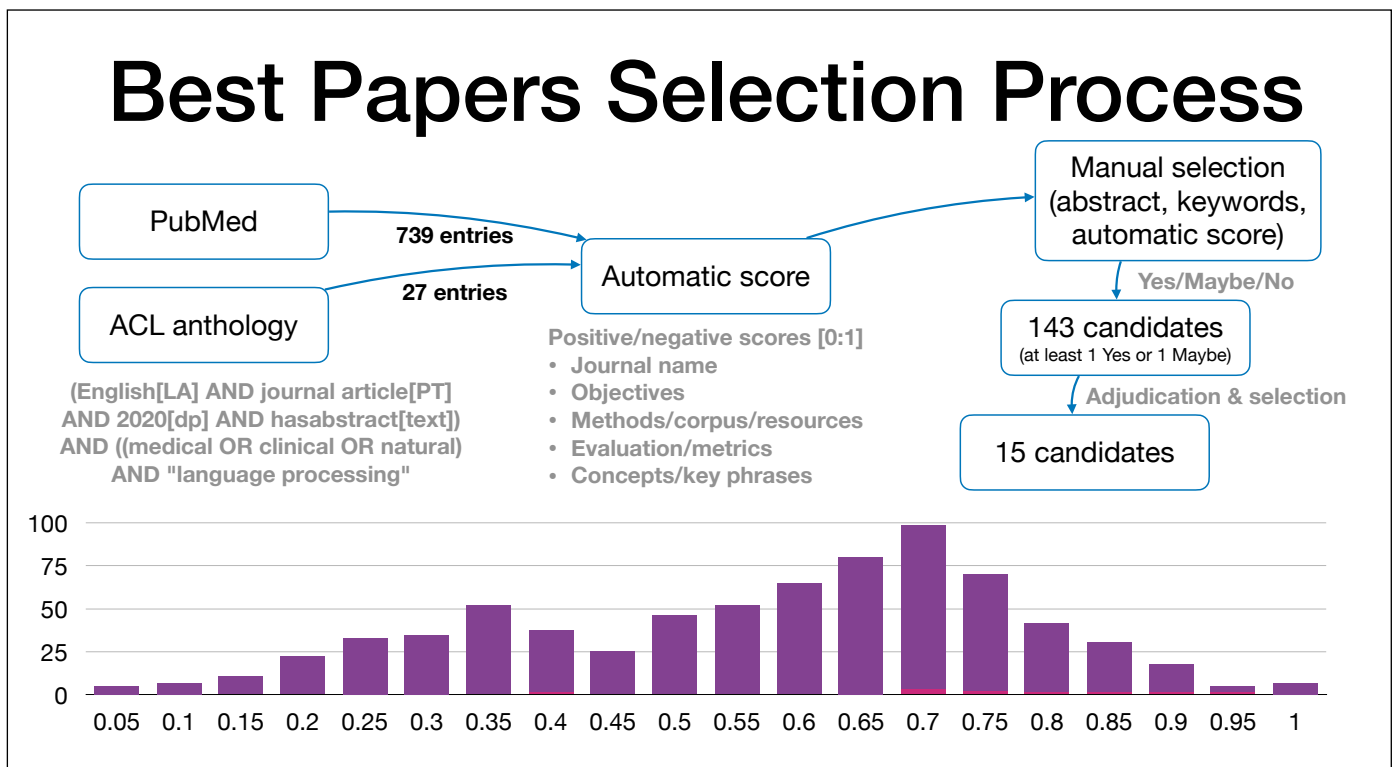 Best Papers Selection Process
PubMed
739 entries
ACL anthology
27 entries
(English[LA] AND journal article[PT]
AND 2020[dp] AND hasabstract[text])
AND ((medical OR clinical OR natural)
AND "language processing"
Automatic score
Positive/negative scores [0:1]
• Journal name
• Objectives
• Methods/corpus/resources
• Evaluation/metrics
• Concepts/key phrases
Manual selection
(abstract, keywords,
automatic score)
Yes/Maybe/No
143 candidates
(at least 1 Yes or 1 Maybe)
Adjudication & selection
15 candidates
100
75
50
25
0
0.05 0.1 0.15 0.2 0.25 0.3 0.35 0.4 0.45 0.5 0.55 0.6 0.65 0.7 0.75 0.8 0.85 0.9 0.95 1